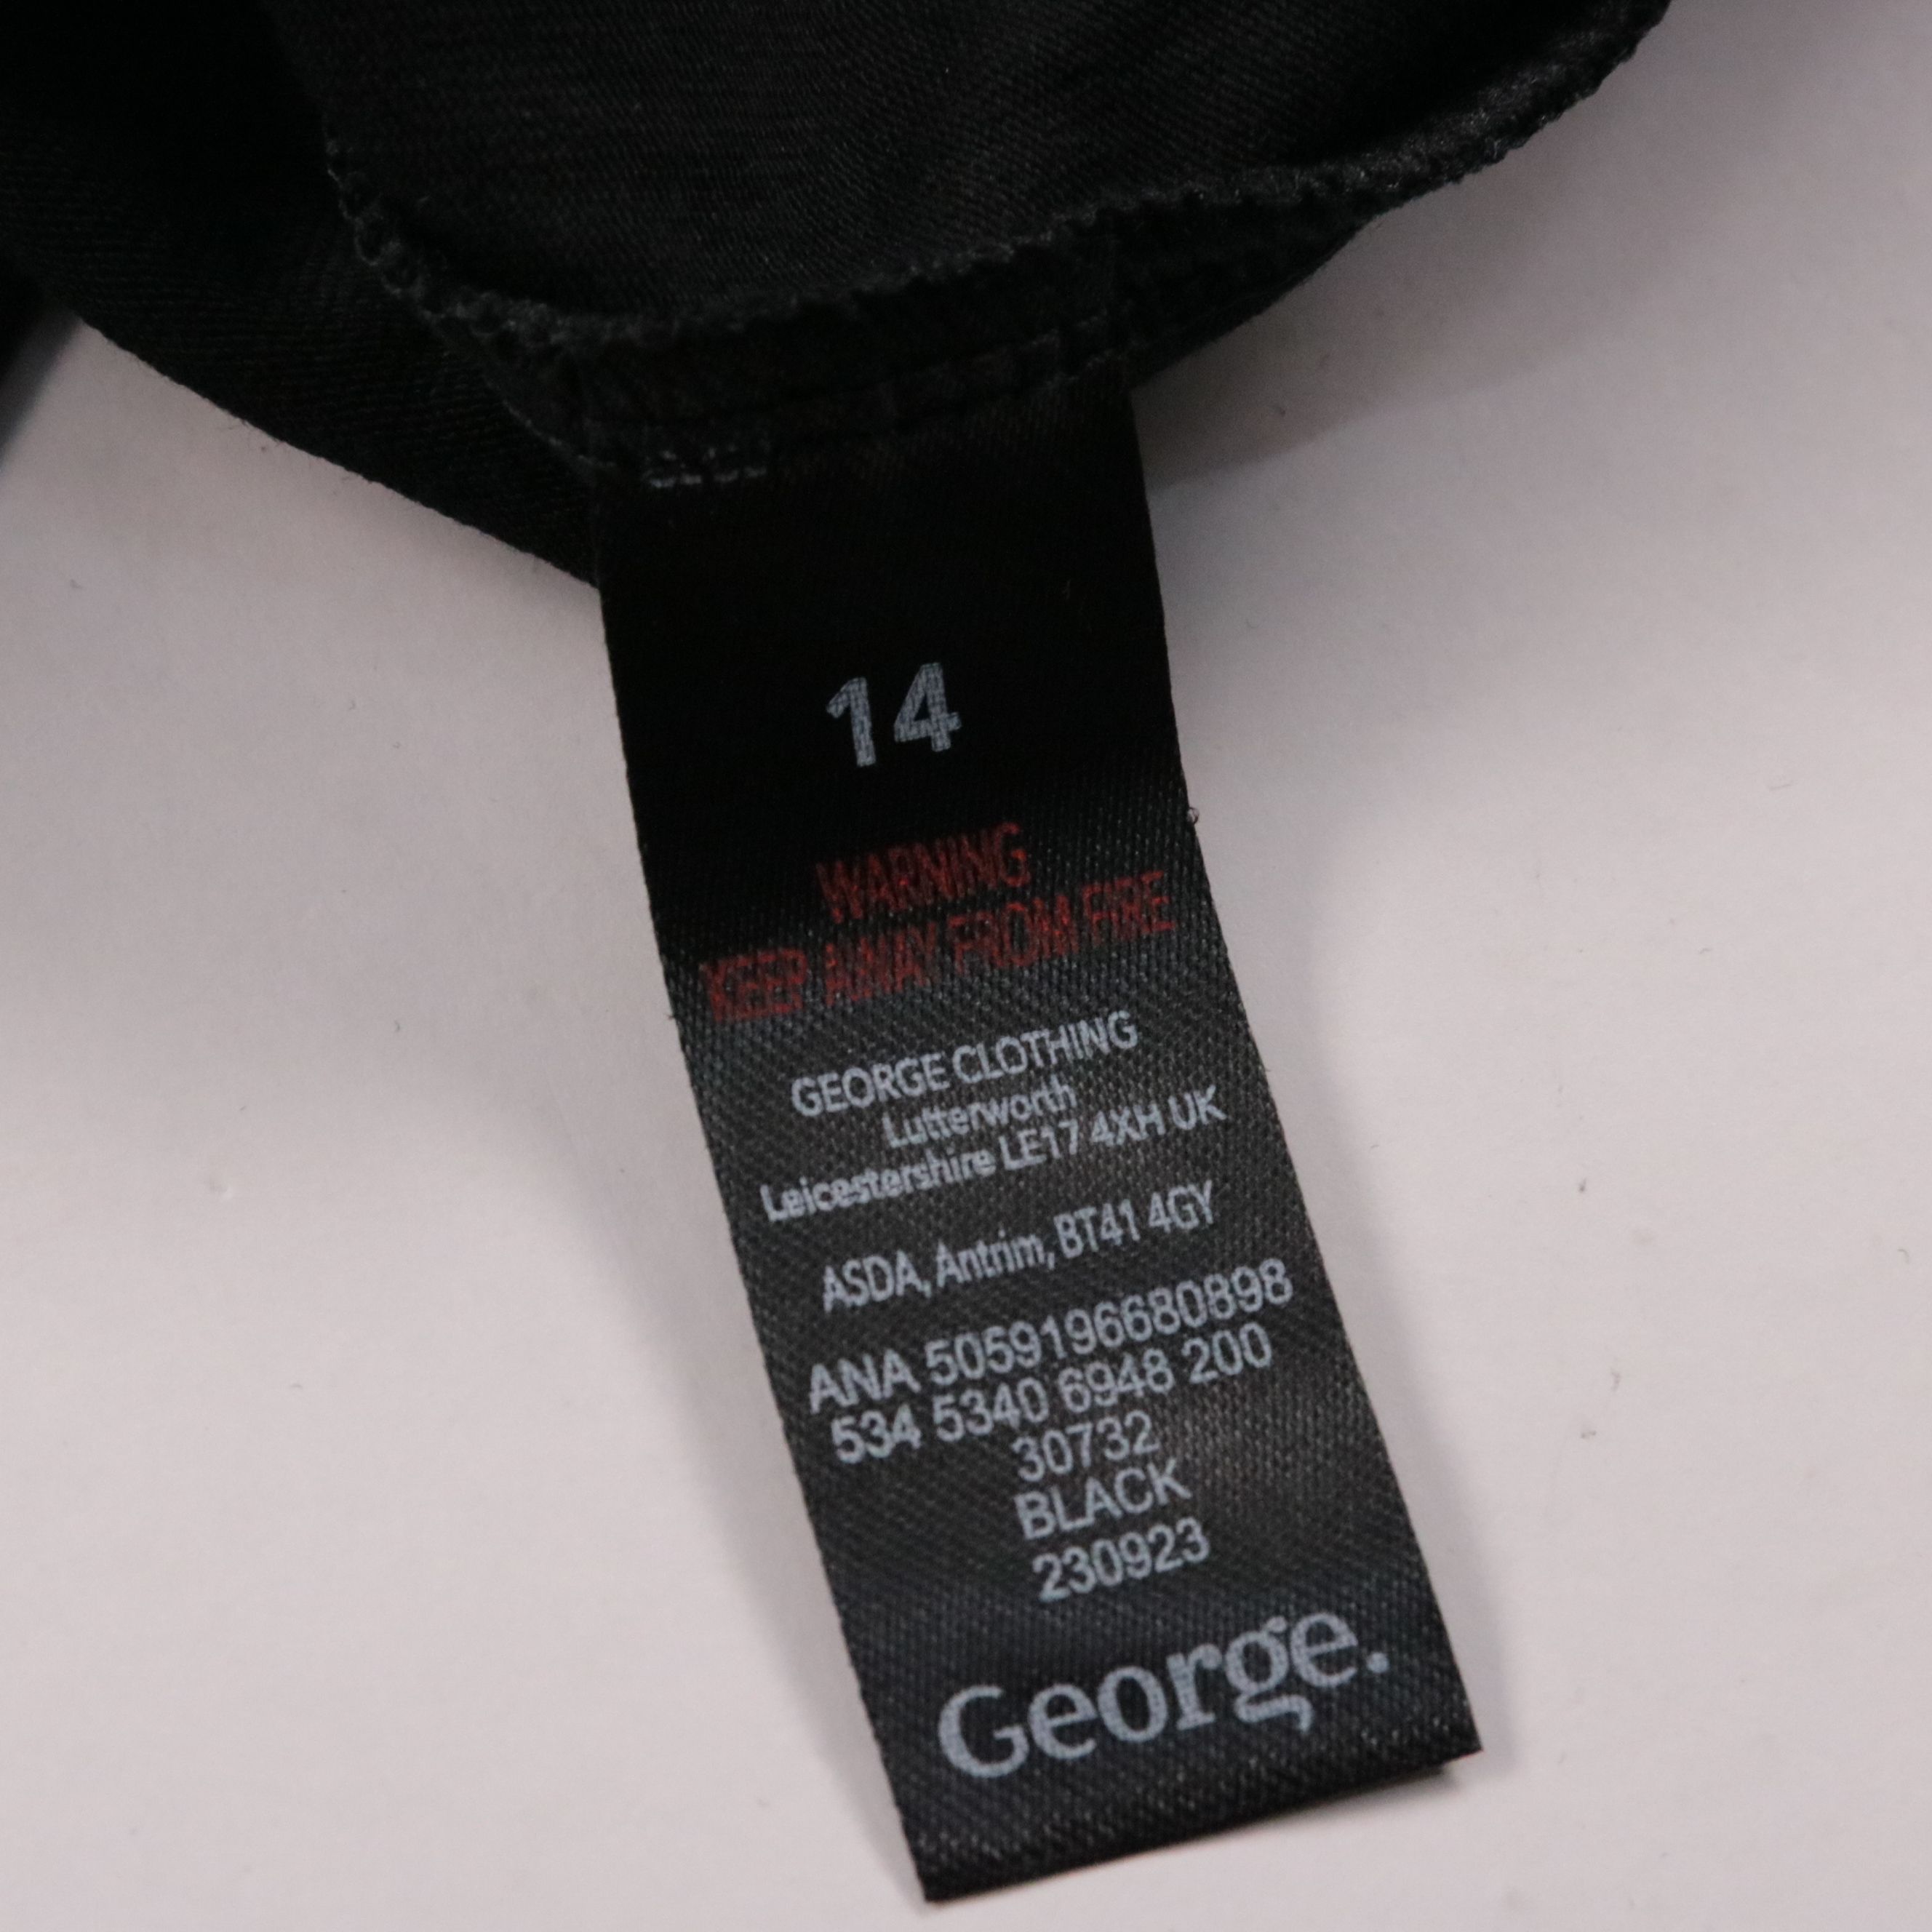 14
WARNING
KEEP AWAY FROM FIRE
GEORGE CLOTHING
Lutterworth
Leicestershire LE17 4XH UK
ASDA, Antrim, BT41 4GY
ANA 5059196680898
534 5340 6948 200
30732
BLACK
230923
George.